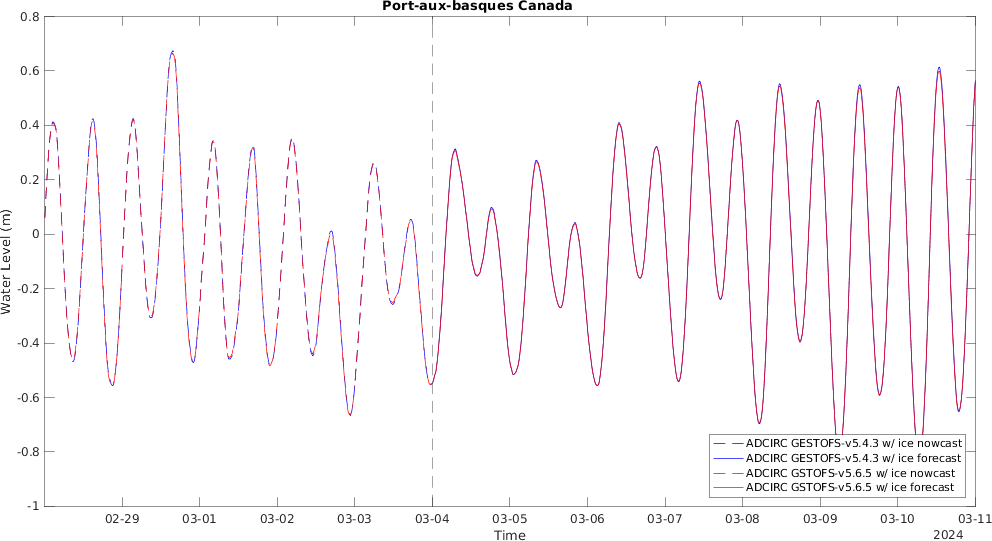 Port-aux-basques Canada
0.8
0.6
0.4
0.2
0
-0.2
-0.4
-0.6
-0.8
-1
Water Level (m)
ADCIRC GESTOFS-v5.4.3 w/ ice nowcast
ADCIRC GESTOFS-v5.4.3 w/ ice forecast
ADCIRC GSTOFS-v5.6.5 w/ ice nowcast
ADCIRC GSTOFS-v5.6.5 w/ ice forecast
02-29 03-01 03-02 03-03 03-04 03-05 03-06 03-07 03-08 03-09 03-10 03-11
Time
2024